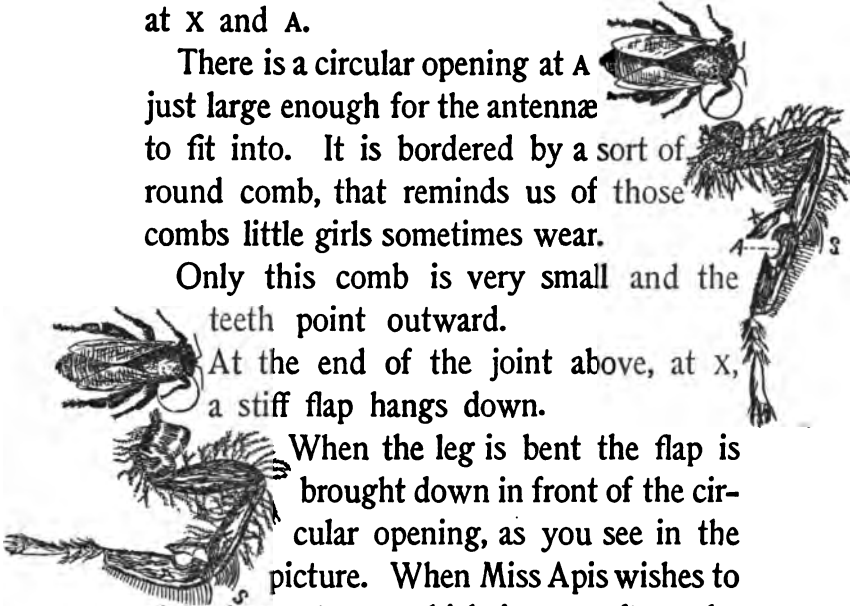 at X and A.
There is a circular opening at A
just large enough for the antennæ
to fit into. It is bordered by a sort of
round comb, that reminds us of those
combs little girls sometimes wear.
X
A
S
Only this comb is very small and the
teeth point outward.
At the end of the joint above, at X,
a stiff flap hangs down.
When the leg is bent the flap is
brought down in front of the cir-
cular opening, as you see in the
picture. When Miss Apis wishes to
S